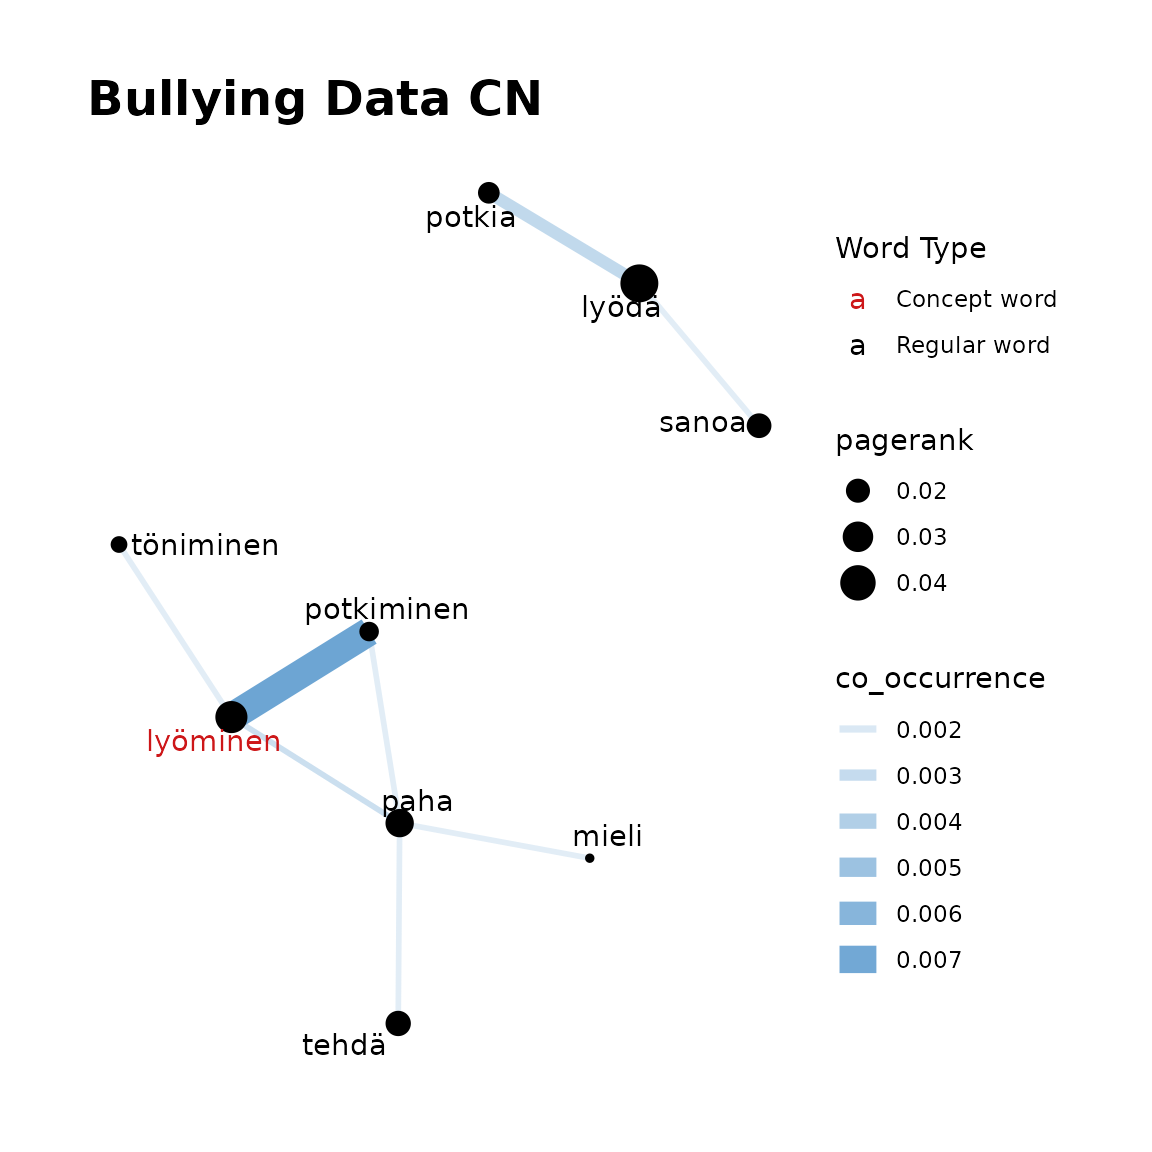 Bullying Data CN
potkia
lyödä
sanoa
töniminen
potkiminen
lyöminen
paha
mieli
tehdä
Word Type
a Concept word
a Regular word
pagerank
0.02
0.03
0.04
co_occurrence
0.002
0.003
0.004
0.005
0.006
0.007